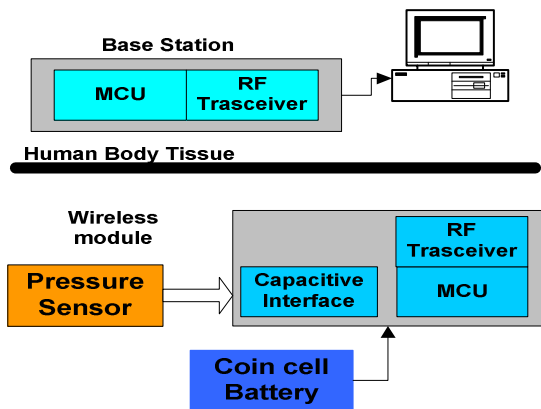 Base Station
MCU
RF
Trasceiver
Human Body Tissue
Wireless
module
RF
Trasceiver
Pressure
Sensor
Capacitive
Interface
MCU
Coin cell
Battery